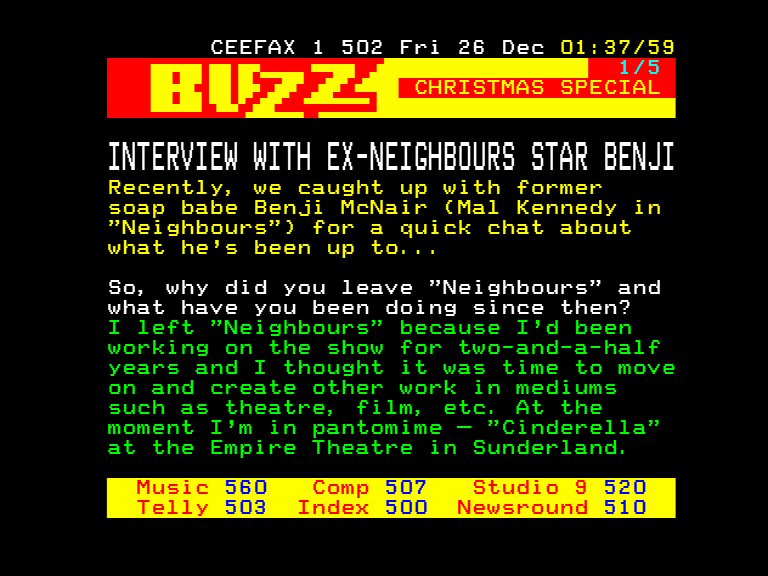 CEEFAX 1 502 Fri 26 Dec 01:37/59
BUZZ
1/5
CHRISTMAS SPECIAL
INTERVIEW WITH EX-NEIGHBOURS STAR BENJI
Recently, we caught up with former
soap babe Benji McNair (Mal Kennedy in
"Neighbours") for a quick chat about
what he's been up to...
So, why did you leave "Neighbours" and
what have you been doing since then?
I left "Neighbours" because I'd been
working on the show for two-and-a-half
years and I thought it was time to move
on and create other work in mediums
such as theatre, film, etc. At the
moment I'm in pantomime – "Cinderella"
at the Empire Theatre in Sunderland.
Music 560 Comp 507 Studio 9 520
Telly 503 Index 500 Newsround 510